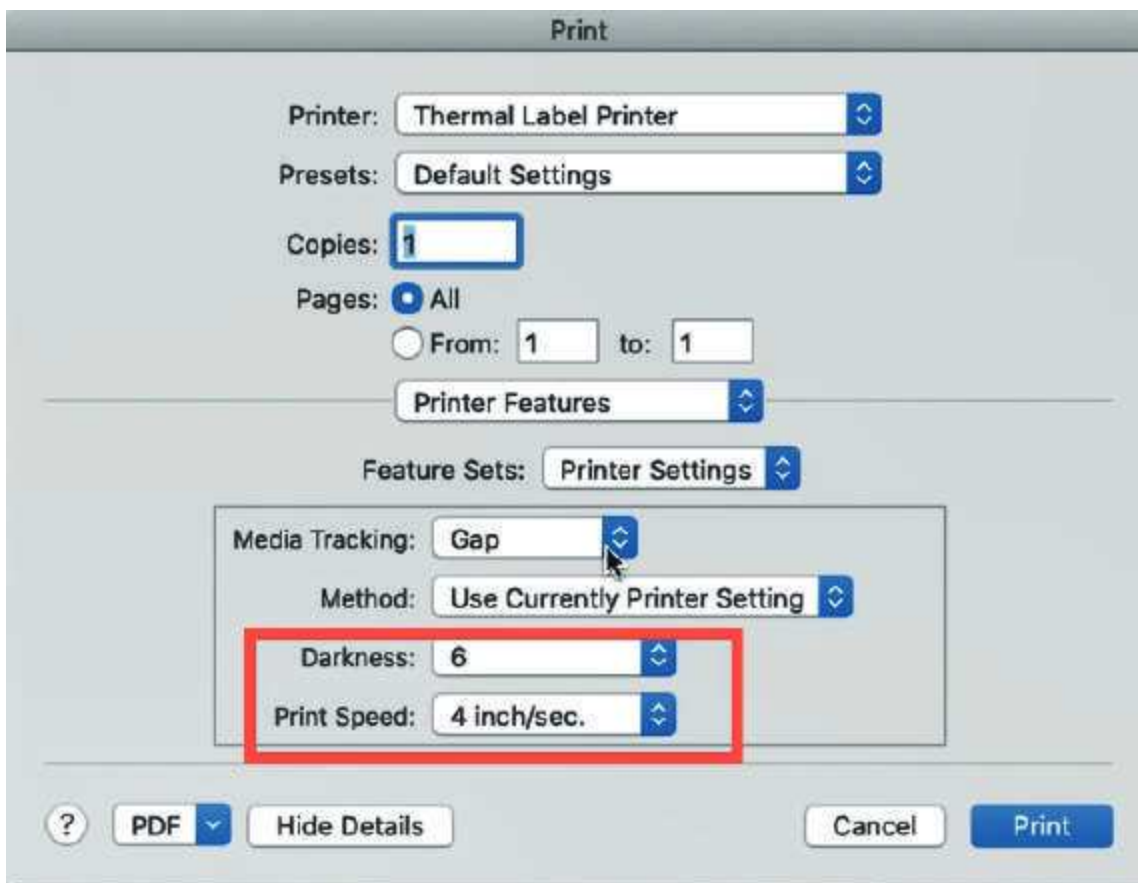 Print
Printer: Thermal Label Printer
Presets: Default Settings
Copies: 1
Pages: All
From: 1 to: 1
Printer Features
Feature Sets: Printer Settings
Media Tracking: Gap
Method: Use Currently Printer Setting
Darkness: 6
Print Speed: 4 inch/sec.
? PDF Hide Details Cancel Print